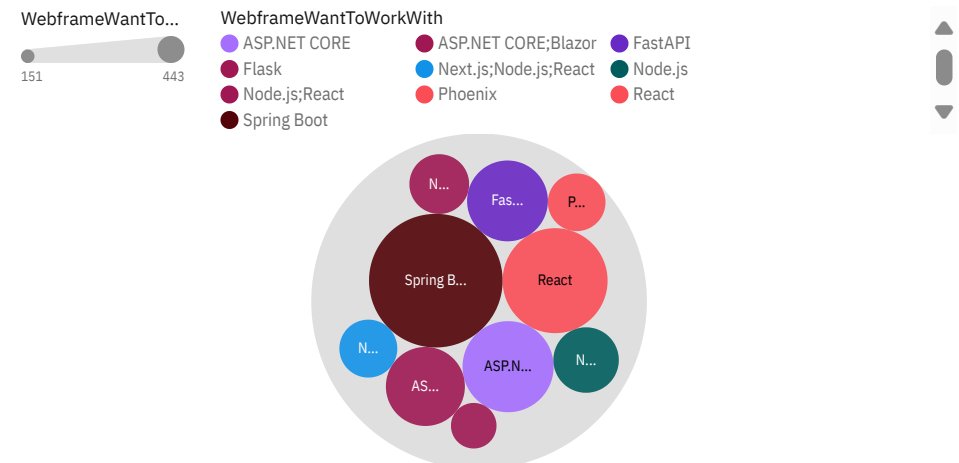 WebframeWantTo...
151 443
WebframeWantToWorkWith
ASP.NET CORE ASP.NET CORE;Blazor FastAPI
Flask Next.js;Node.js;React Node.js
Node.js;React Phoenix React
Spring Boot
N...
Fas...
P...
Spring B...
React
N...
AS...
ASP.N...
N...